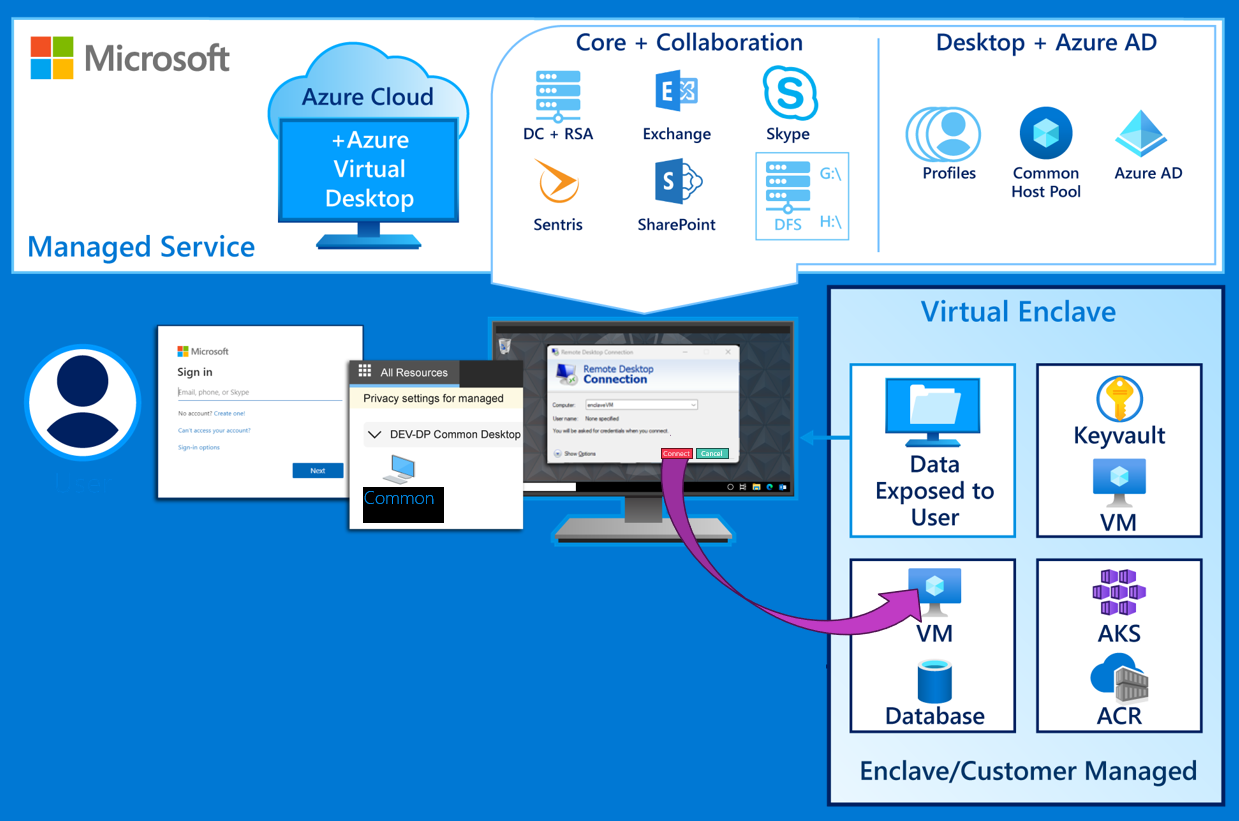 Microsoft
Azure Cloud
+Azure
Virtual
Desktop
Managed Service
Core + Collaboration
DC + RSA
E
Exchange
S
Skype
Sentris
S
SharePoint
G:\
DFS
H:\
Desktop + Azure AD
Profiles
Common
Host Pool
Azure AD
Microsoft
Sign in
Email, phone, or Skype
No account? Create one!
Can't access your account?
Sign-in options
Next
All Resources
Privacy settings for managed
DEV-DP Common Desktop
Common
Remote Desktop Connection
Remote Desktop
Connection
Computer: enclaveVM
User name: None specified
You will be asked for credentials when you connect.
Show Options
Connect
Cancel
Virtual Enclave
Data
Exposed to
User
Keyvault
VM
VM
Database
AKS
ACR
Enclave/Customer Managed